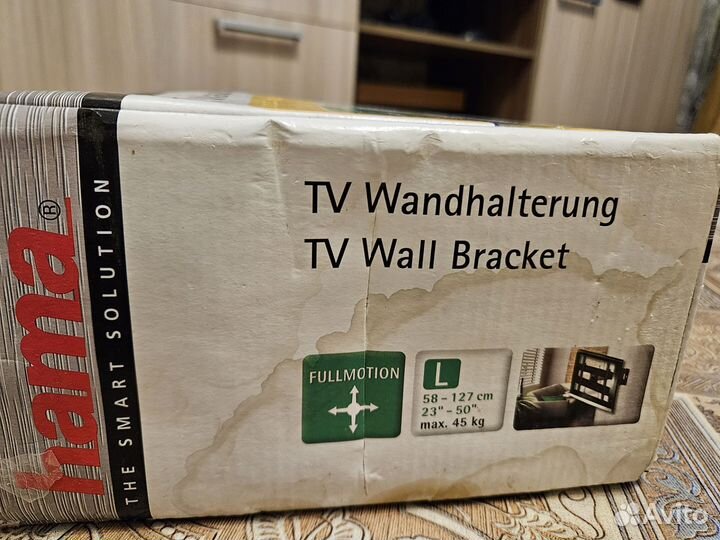 hama®
THE SMART SOLUTION
TV Wandhalterung
TV Wall Bracket
FULLMOTION
L
58 – 127 cm
23" – 50"
max. 45 kg
Avito